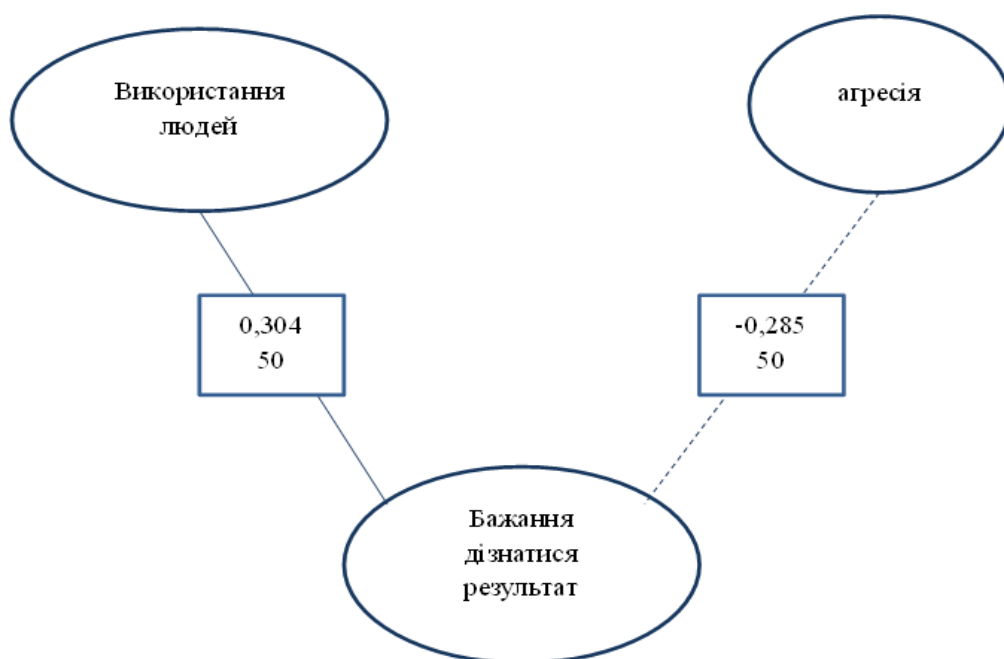 Використання
людей
агресія
0,304
50
-0,285
50
Бажання
дізнатися
результат